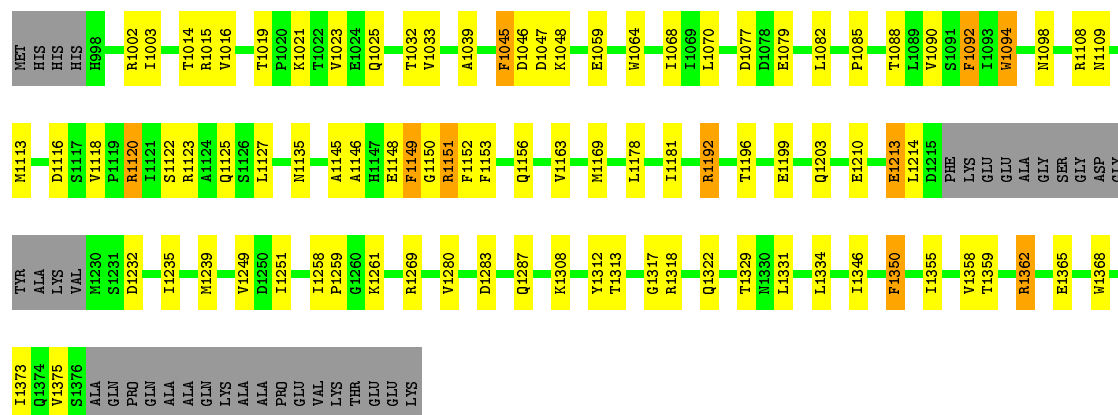 MET HIS HIS HIS H998 R1002 I1003 T1014 R1015 V1016 T1019 P1020 K1021 T1022 V1023 E1024 Q1025 T1032 V1033 A1039 F1045 D1046 D1047 K1048 E1059 W1064 I1068 I1069 L1070 D1077 D1078 E1079 L1082 P1085 T1088 L1089 V1090 S1091 F1092 I1093 W1094 N1098 R1108 N1109
M1113 D1116 S1117 V1118 P1119 R1120 I1121 S1122 R1123 A1124 Q1125 S1126 L1127 N1135 A1145 A1146 H1147 E1148 F1149 G1150 R1151 F1152 F1153 Q1156 V1163 M1169 L1178 I1181 R1192 T1196 E1199 Q1203 E1210 E1213 L1214 D1215 PHE LYS GLU GLU ALA GLY SER GLY ASP GLY
TYR ALA LYS VAL M1230 S1231 D1232 I1235 M1239 V1249 D1250 I1251 I1258 P1259 G1260 K1261 R1269 V1280 D1283 Q1287 K1308 Y1312 T1313 G1317 R1318 Q1322 T1329 N1330 L1331 L1334 I1346 F1350 I1355 V1358 T1359 R1362 E1365 W1368
I1373 Q1374 V1375 S1376 ALA GLN PRO GLN ALA ALA GLN LYS ALA ALA PRO GLU VAL LYS THR GLU GLU LYS